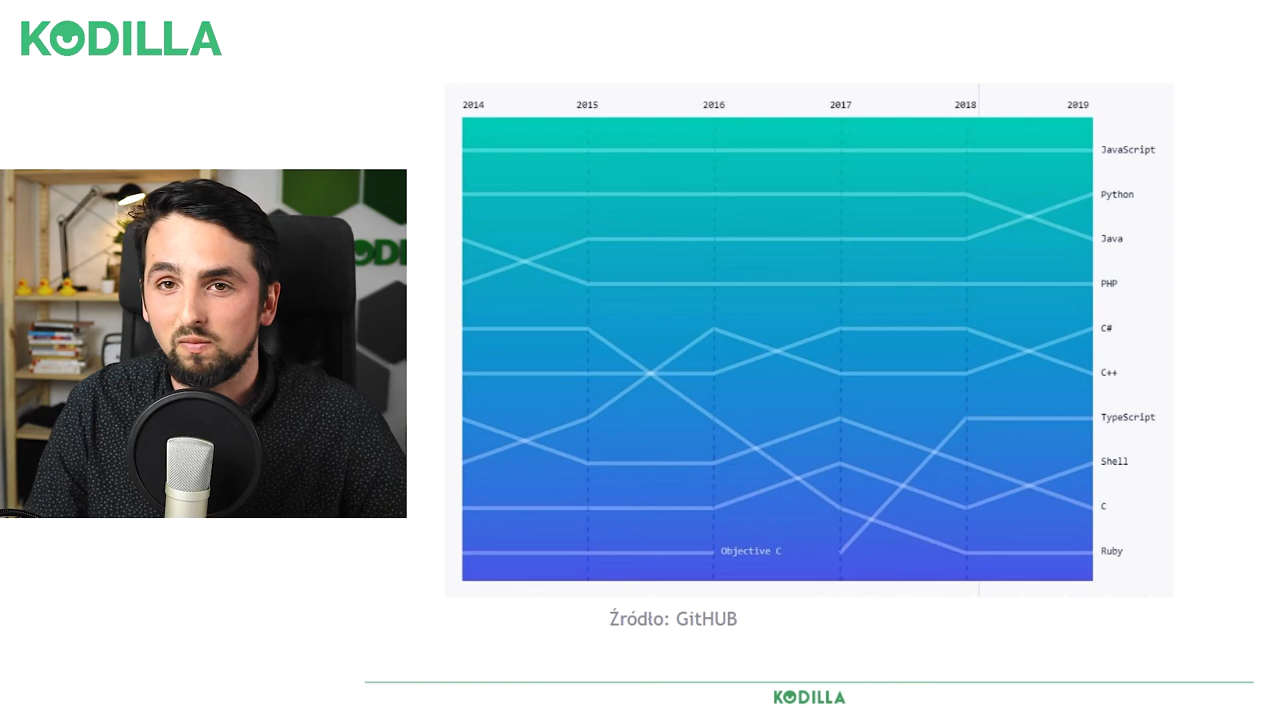 KODILLA
2014 2015 2016 2017 2018 2019
JavaScript
Python
Java
PHP
C#
C++
TypeScript
Shell
C
Objective C
Ruby
Źródło: GitHUB
KODILLA